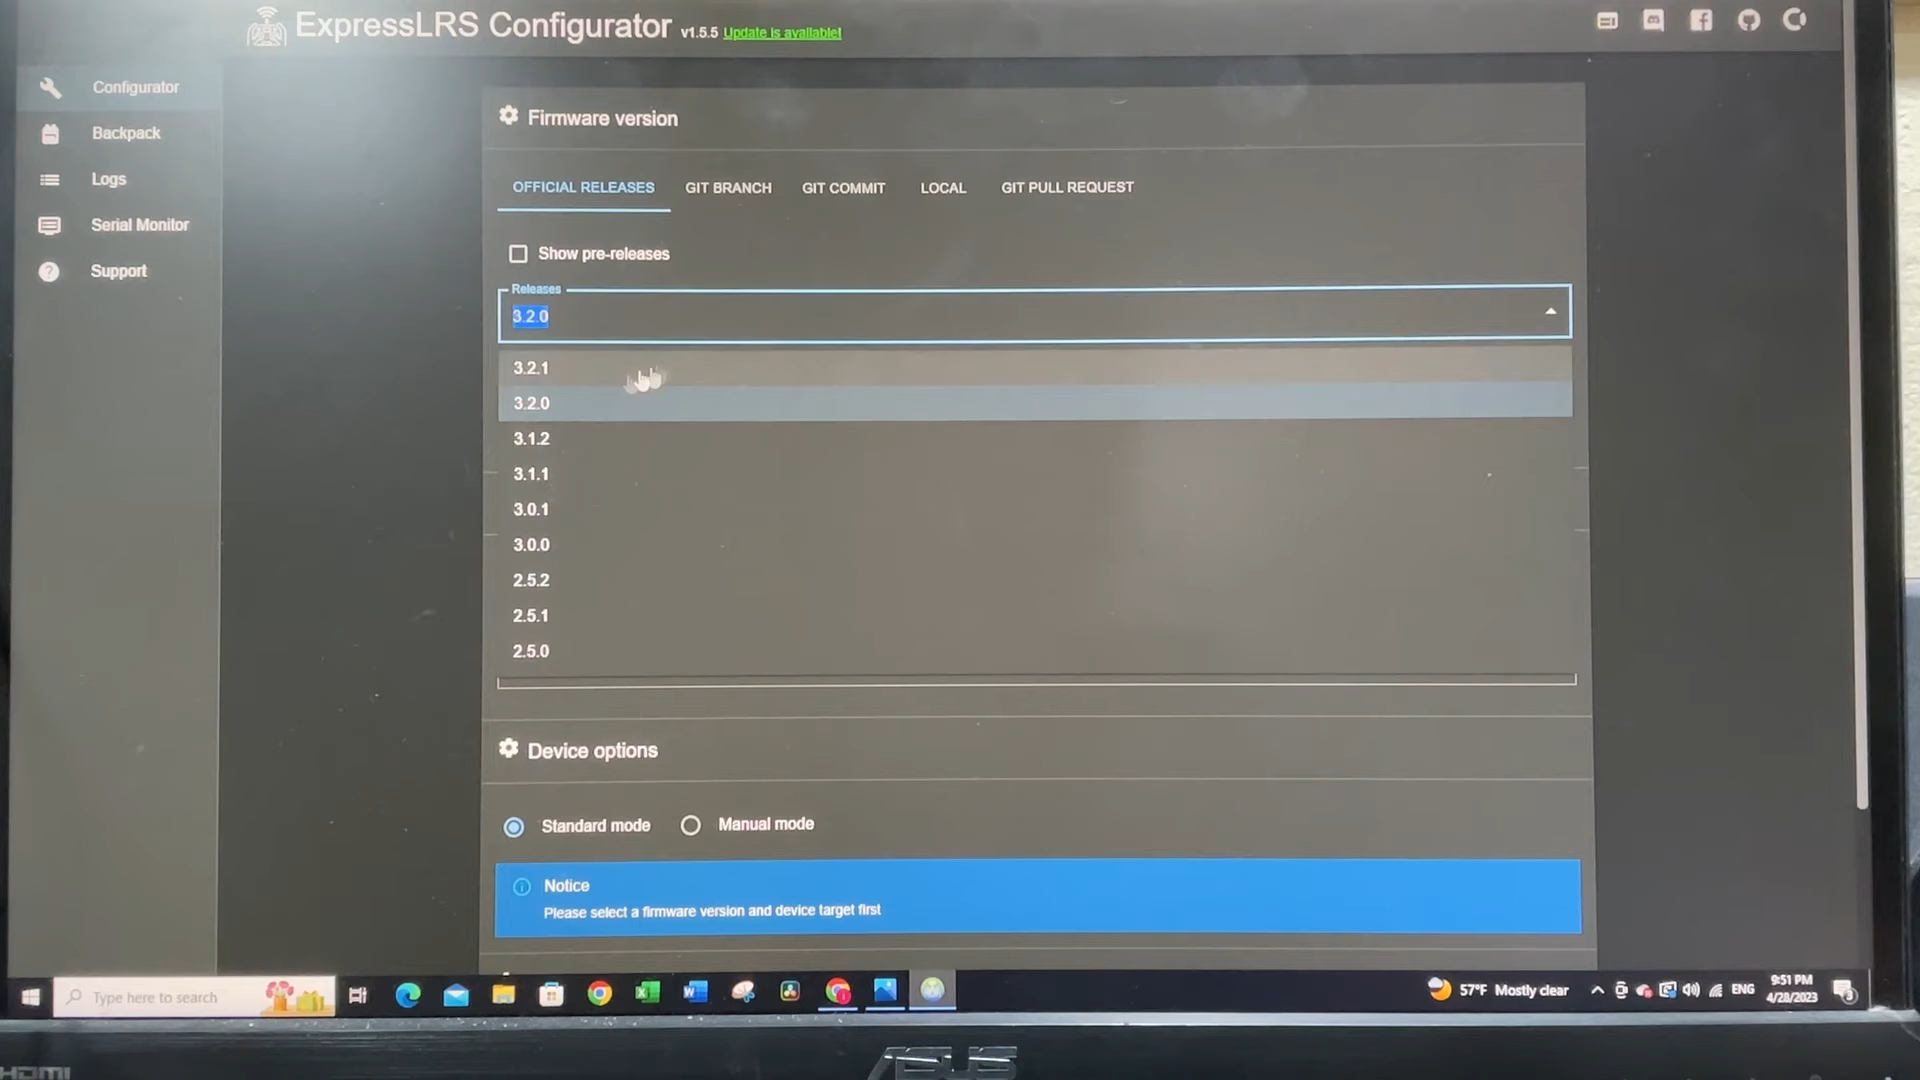 ExpressLRS Configurator v1.5.5 Update is available!
Configurator
Backpack
Logs
Serial Monitor
Support
Firmware version
OFFICIAL RELEASES GIT BRANCH GIT COMMIT LOCAL GIT PULL REQUEST
Show pre-releases
Releases
3.2.0
3.2.1
3.2.0
3.1.2
3.1.1
3.0.1
3.0.0
2.5.2
2.5.1
2.5.0
Device options
Standard mode Manual mode
Notice
Please select a firmware version and device target first
Type here to search
57°F Mostly clear
ENG
9:51 PM
4/28/2023
3
HDMI
ASUS